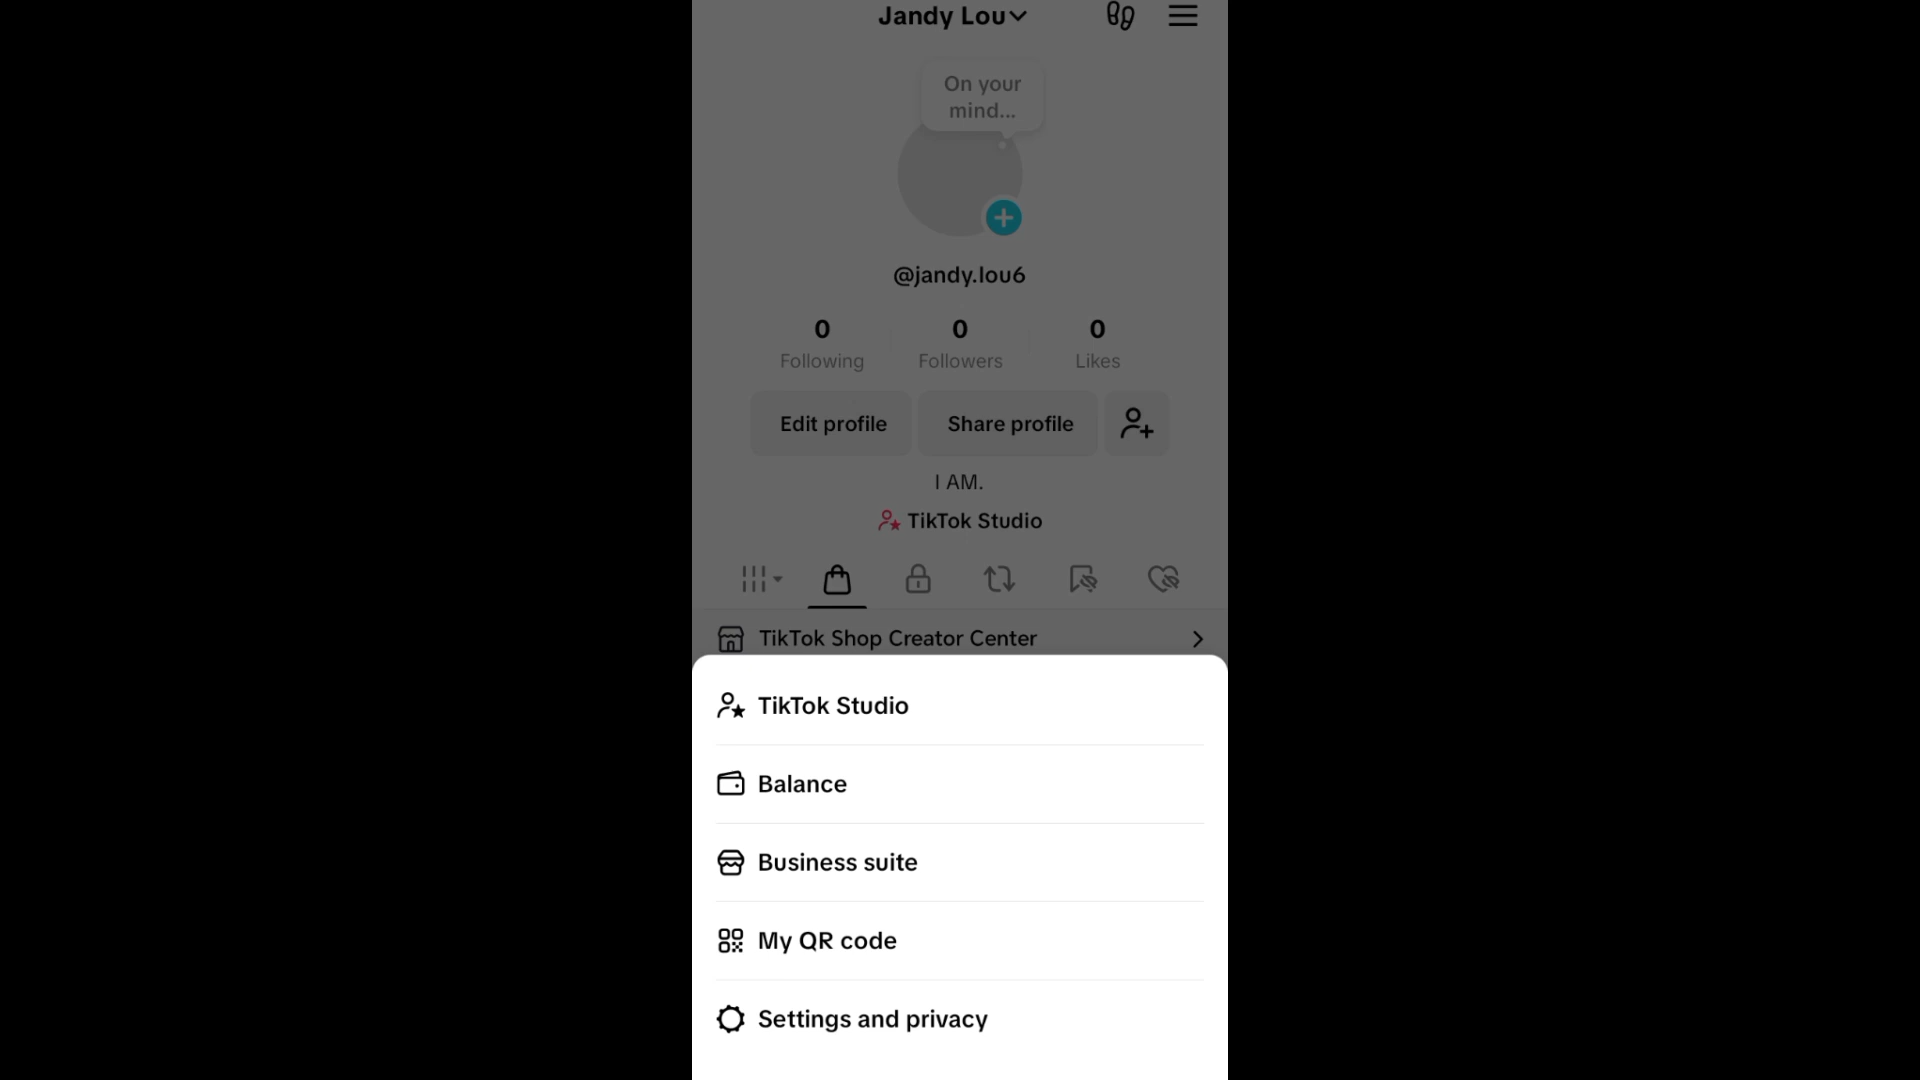 Jandy Lou
On your
mind...
@jandy.lou6
0 0 0
Following Followers Likes
Edit profile Share profile
I AM.
TikTok Studio
TikTok Shop Creator Center
TikTok Studio
Balance
Business suite
My QR code
Settings and privacy